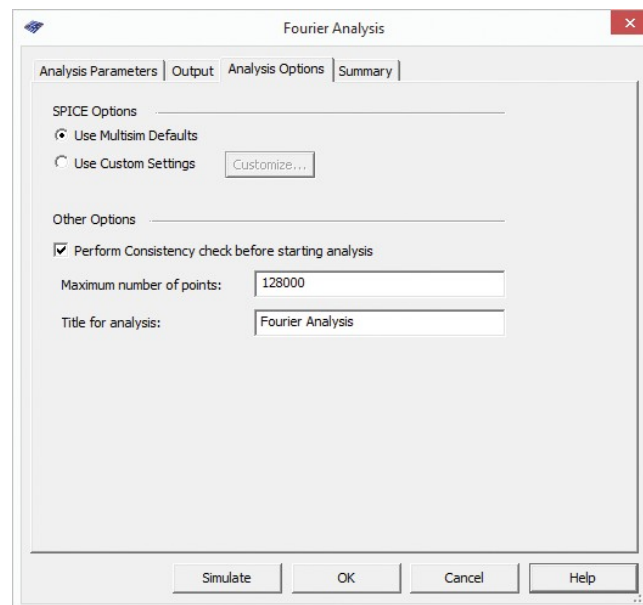 Fourier Analysis
Analysis Parameters Output Analysis Options Summary
SPICE Options
Use Multisim Defaults
Use Custom Settings Customize...
Other Options
Perform Consistency check before starting analysis
Maximum number of points: 128000
Title for analysis: Fourier Analysis
Simulate OK Cancel Help